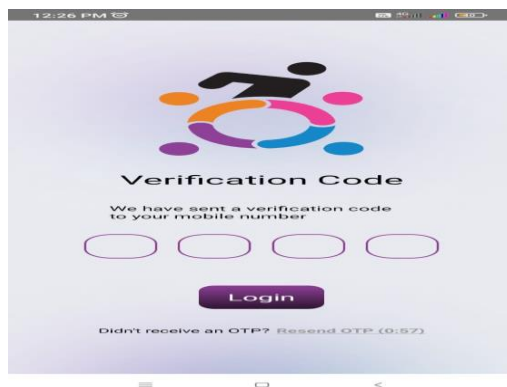 12:26 PM
Verification Code
We have sent a verification code
to your mobile number
Login
Didn't receive an OTP? Resend OTP (0:57)